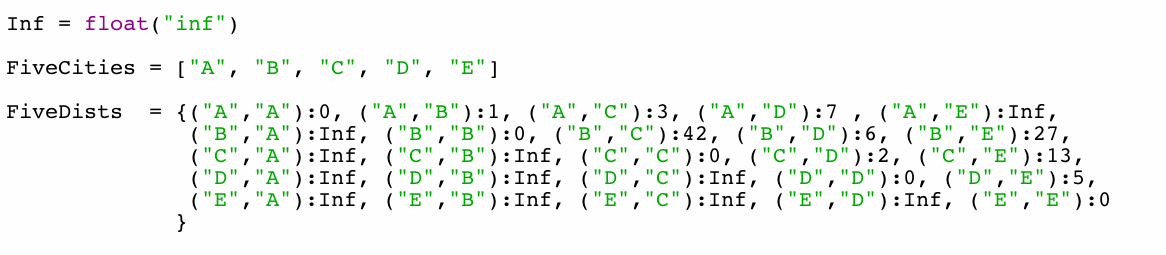 Inf = float("inf")
FiveCities = ["A", "B", "C", "D", "E"]
FiveDists  = {("A","A"):0, ("A","B"):1, ("A","C"):3, ("A","D"):7 , ("A","E"):Inf,
("B","A"):Inf, ("B","B"):0, ("B","C"):42, ("B","D"):6, ("B","E"):27,
("C","A"):Inf, ("C","B"):Inf, ("C","C"):0, ("C","D"):2, ("C","E"):13,
("D","A"):Inf, ("D","B"):Inf, ("D","C"):Inf, ("D","D"):0, ("D","E"):5,
("E","A"):Inf, ("E","B"):Inf, ("E","C"):Inf, ("E","D"):Inf, ("E","E"):0
}